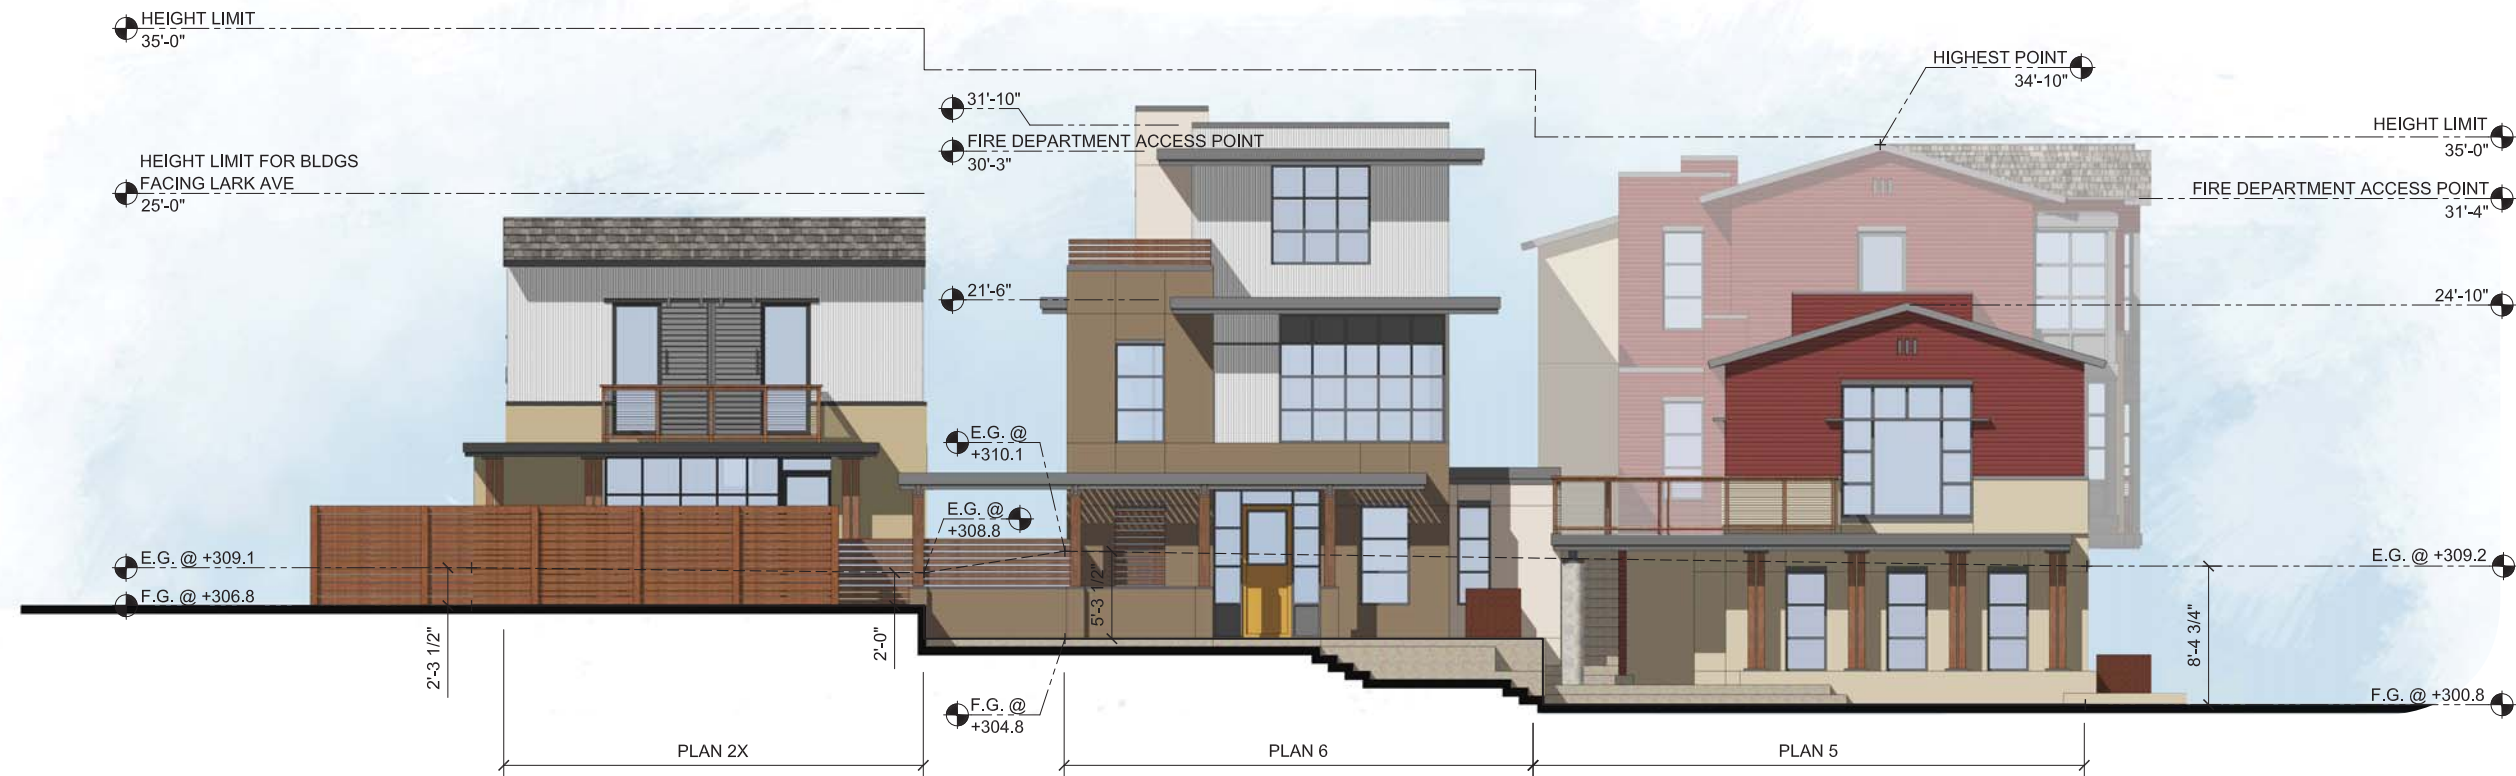 HEIGHT LIMIT
35'-0"
HEIGHT LIMIT FOR BLDGS
FACING LARK AVE
25'-0"
E.G. @ +309.1
F.G. @ +306.8
2'-3 1/2"
2'-0"
PLAN 2X
31'-10"
FIRE DEPARTMENT ACCESS POINT
30'-3"
21'-6"
E.G. @
+310.1
E.G. @
+308.8
5'-3 1/2"
F.G. @
+304.8
PLAN 6
HIGHEST POINT
34'-10"
HEIGHT LIMIT
35'-0"
FIRE DEPARTMENT ACCESS POINT
31'-4"
24'-10"
E.G. @ +309.2
8'-4 3/4"
F.G. @ +300.8
PLAN 5